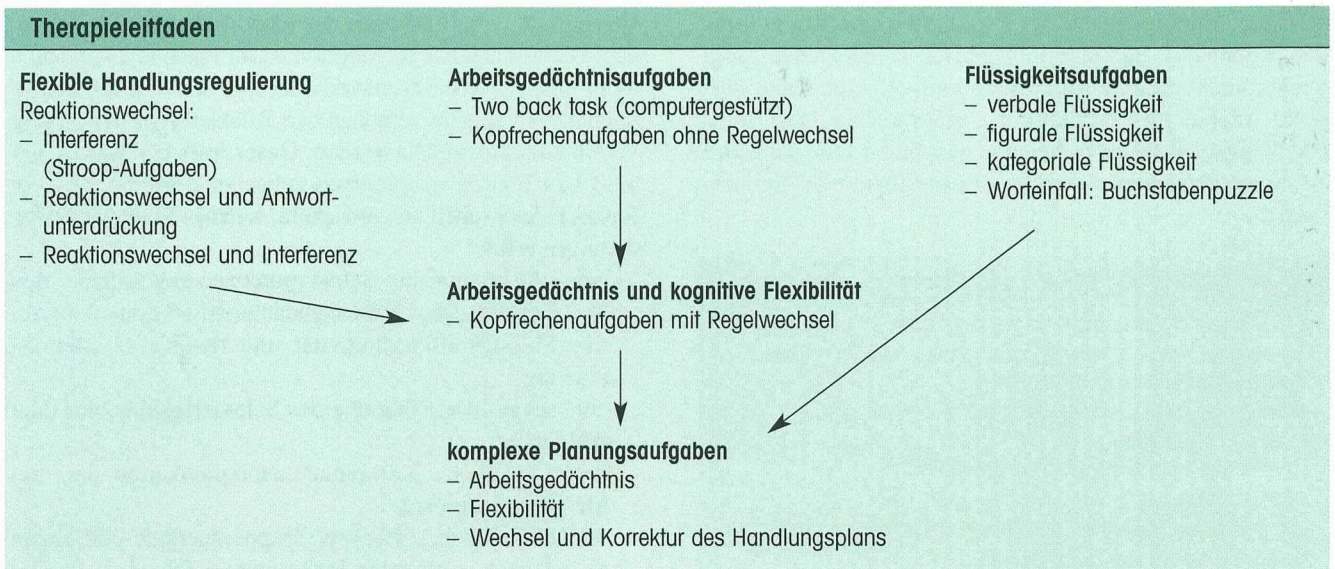 Therapieleitfaden
Flexible Handlungsregulierung
Reaktionswechsel:
– Interferenz
(Stroop-Aufgaben)
– Reaktionswechsel und Antwort-
unterdrückung
– Reaktionswechsel und Interferenz
Arbeitsgedächtnisaufgaben
– Two back task (computergestützt)
– Kopfrechenaufgaben ohne Regelwechsel
Flüssigkeitsaufgaben
– verbale Flüssigkeit
– figurale Flüssigkeit
– kategoriale Flüssigkeit
– Worteinfall: Buchstabenpuzzle
Arbeitsgedächtnis und kognitive Flexibilität
– Kopfrechenaufgaben mit Regelwechsel
komplexe Planungsaufgaben
– Arbeitsgedächtnis
– Flexibilität
– Wechsel und Korrektur des Handlungsplans